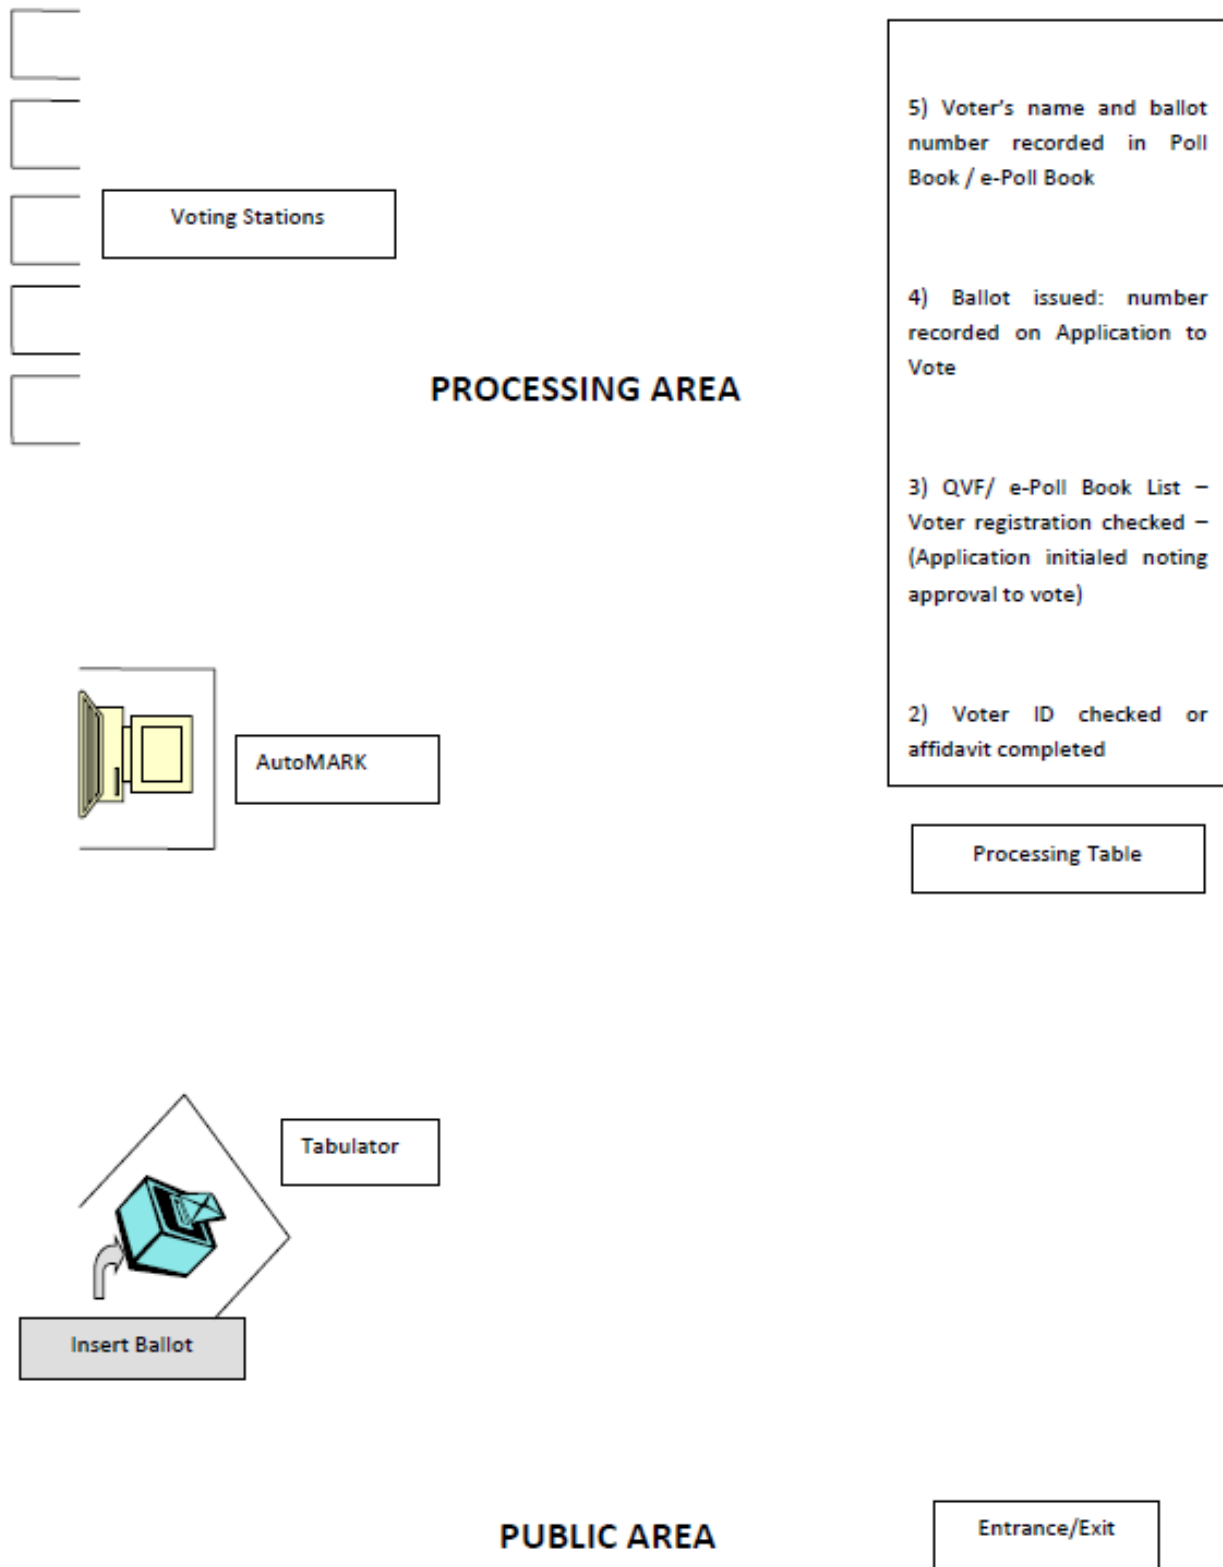 5) Voter's name and ballot
number recorded in Poll
Book / e-Poll Book
Voting Stations
4) Ballot issued: number
recorded on Application to
Vote
PROCESSING AREA
3) QVF/ e-Poll Book List –
Voter registration checked –
(Application initialed noting
approval to vote)
2) Voter ID checked or
affidavit completed
AutoMARK
Processing Table
Tabulator
Insert Ballot
PUBLIC AREA
Entrance/Exit